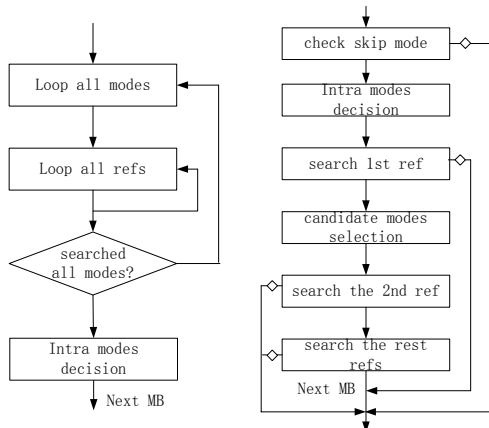 Loop all modes
Loop all refs
searched
all modes?
Intra modes
decision
Next MB
check skip mode
Intra modes
decision
search 1st ref
candidate modes
selection
search the 2nd ref
search the rest
refs
Next MB